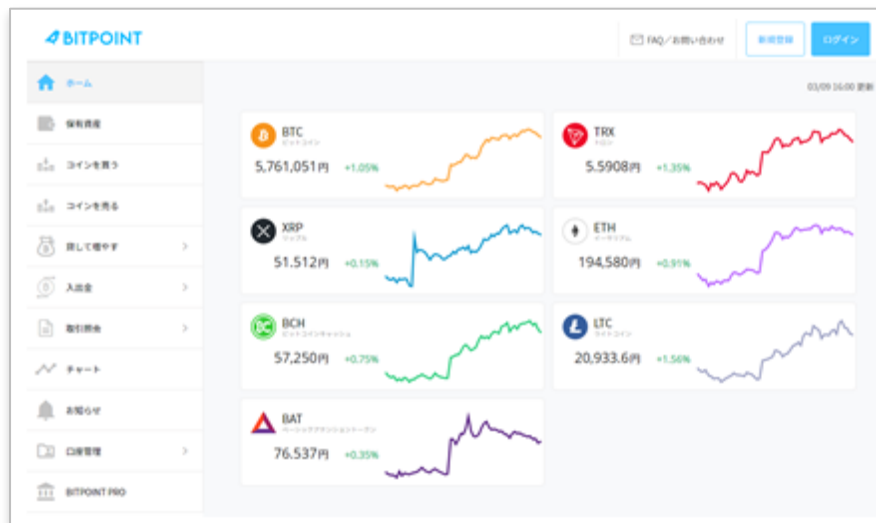 BITPOINT
FAQ／お問い合わせ
新規登録
ログイン
ホーム
03/09 16:00 更新
保有資産
コインを買う
コインを売る
貸して増やす
入出金
取引照会
チャート
お知らせ
口座管理
BITPOINT PRO
BTC
ビットコイン
5,761,051円 +1.05%
TRX
トロン
5.5908円 +1.35%
XRP
リップル
51.512円 +0.15%
ETH
イーサリアム
194,580円 +0.91%
BCH
ビットコインキャッシュ
57,250円 +0.75%
LTC
ライトコイン
20,933.6円 +1.56%
BAT
ベーシックアテンショントークン
76.537円 +0.35%